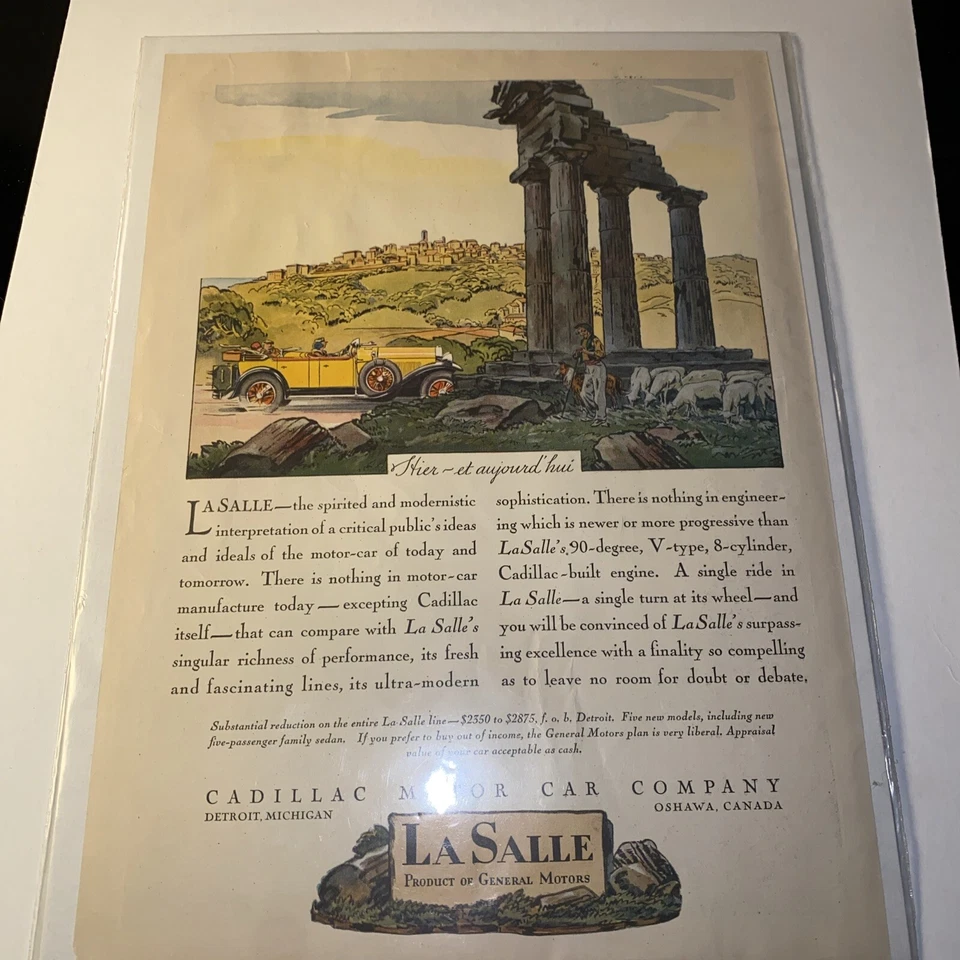 Hier ~ et aujourd'hui
LA SALLE—the spirited and modernistic
interpretation of a critical public's ideas
and ideals of the motor-car of today and
tomorrow. There is nothing in motor-car
manufacture today — excepting Cadillac
itself — that can compare with La Salle's
singular richness of performance, its fresh
and fascinating lines, its ultra-modern
sophistication. There is nothing in engineer-
ing which is newer or more progressive than
LaSalle's 90-degree, V-type, 8-cylinder,
Cadillac-built engine. A single ride in
La Salle—a single turn at its wheel—and
you will be convinced of La Salle's surpass-
ing excellence with a finality so compelling
as to leave no room for doubt or debate.
Substantial reduction on the entire La Salle line—$2350 to $2875, f. o. b. Detroit. Five new models, including new
five-passenger family sedan. If you prefer to buy out of income, the General Motors plan is very liberal. Appraisal
value of your car acceptable as cash.
CADILLAC MOTOR CAR COMPANY
DETROIT, MICHIGAN OSHAWA, CANADA
LA SALLE
PRODUCT OF GENERAL MOTORS